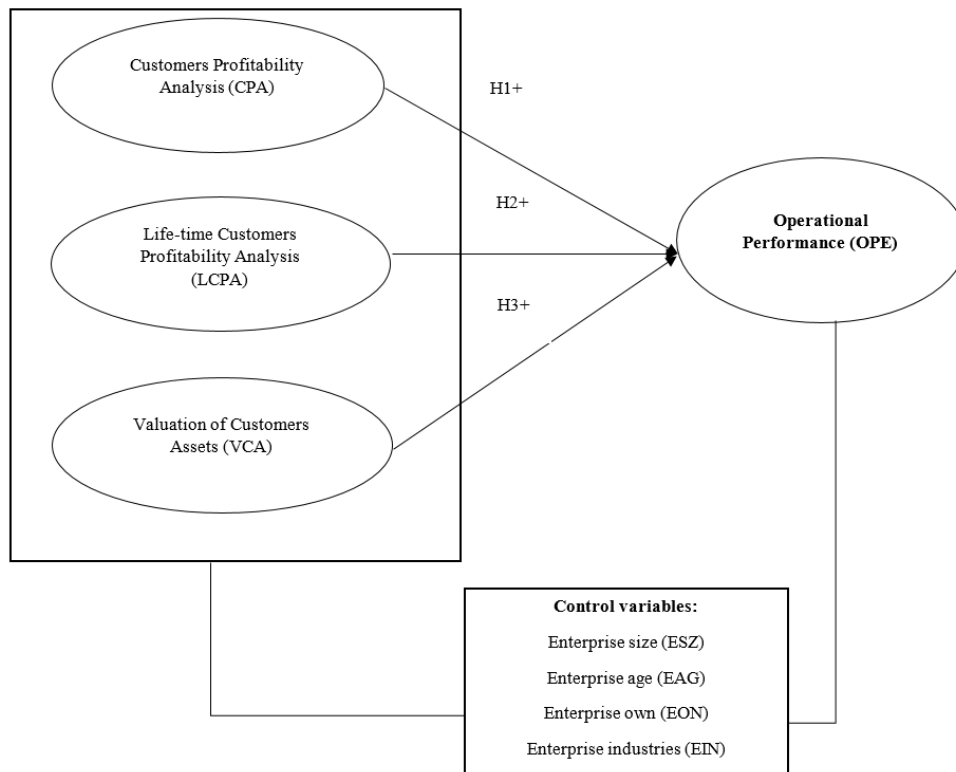 Customers Profitability
Analysis (CPA)
H1+
H2+
Life-time Customers
Profitability Analysis
(LCPA)
Operational
Performance (OPE)
H3+
Valuation of Customers
Assets (VCA)
Control variables:
Enterprise size (ESZ)
Enterprise age (EAG)
Enterprise own (EON)
Enterprise industries (EIN)